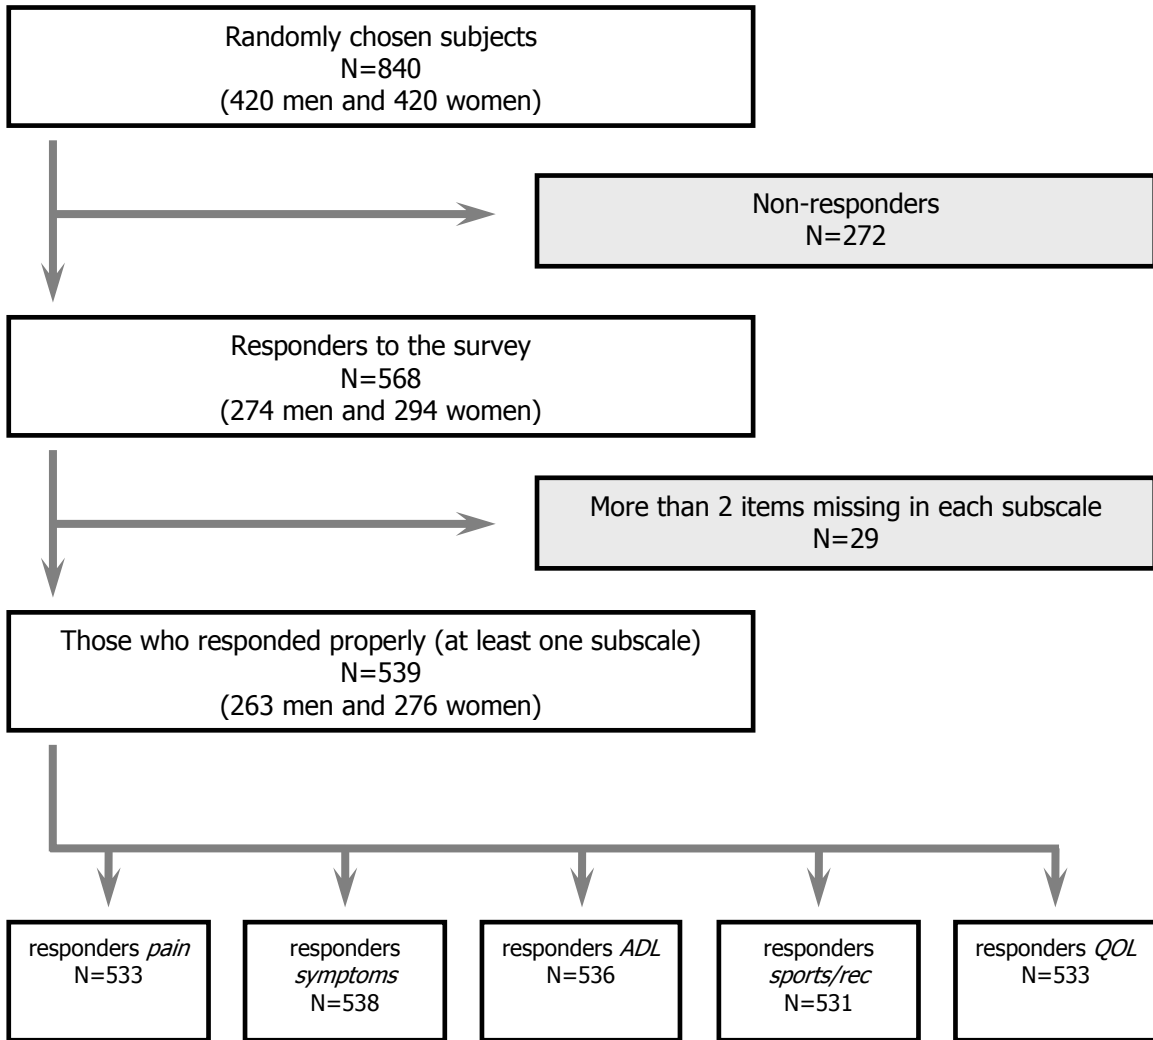 Randomly chosen subjects
N=840
(420 men and 420 women)
Non-responders
N=272
Responders to the survey
N=568
(274 men and 294 women)
More than 2 items missing in each subscale
N=29
Those who responded properly (at least one subscale)
N=539
(263 men and 276 women)
responders pain
N=533
responders
symptoms
N=538
responders ADL
N=536
responders
sports/rec
N=531
responders QOL
N=533